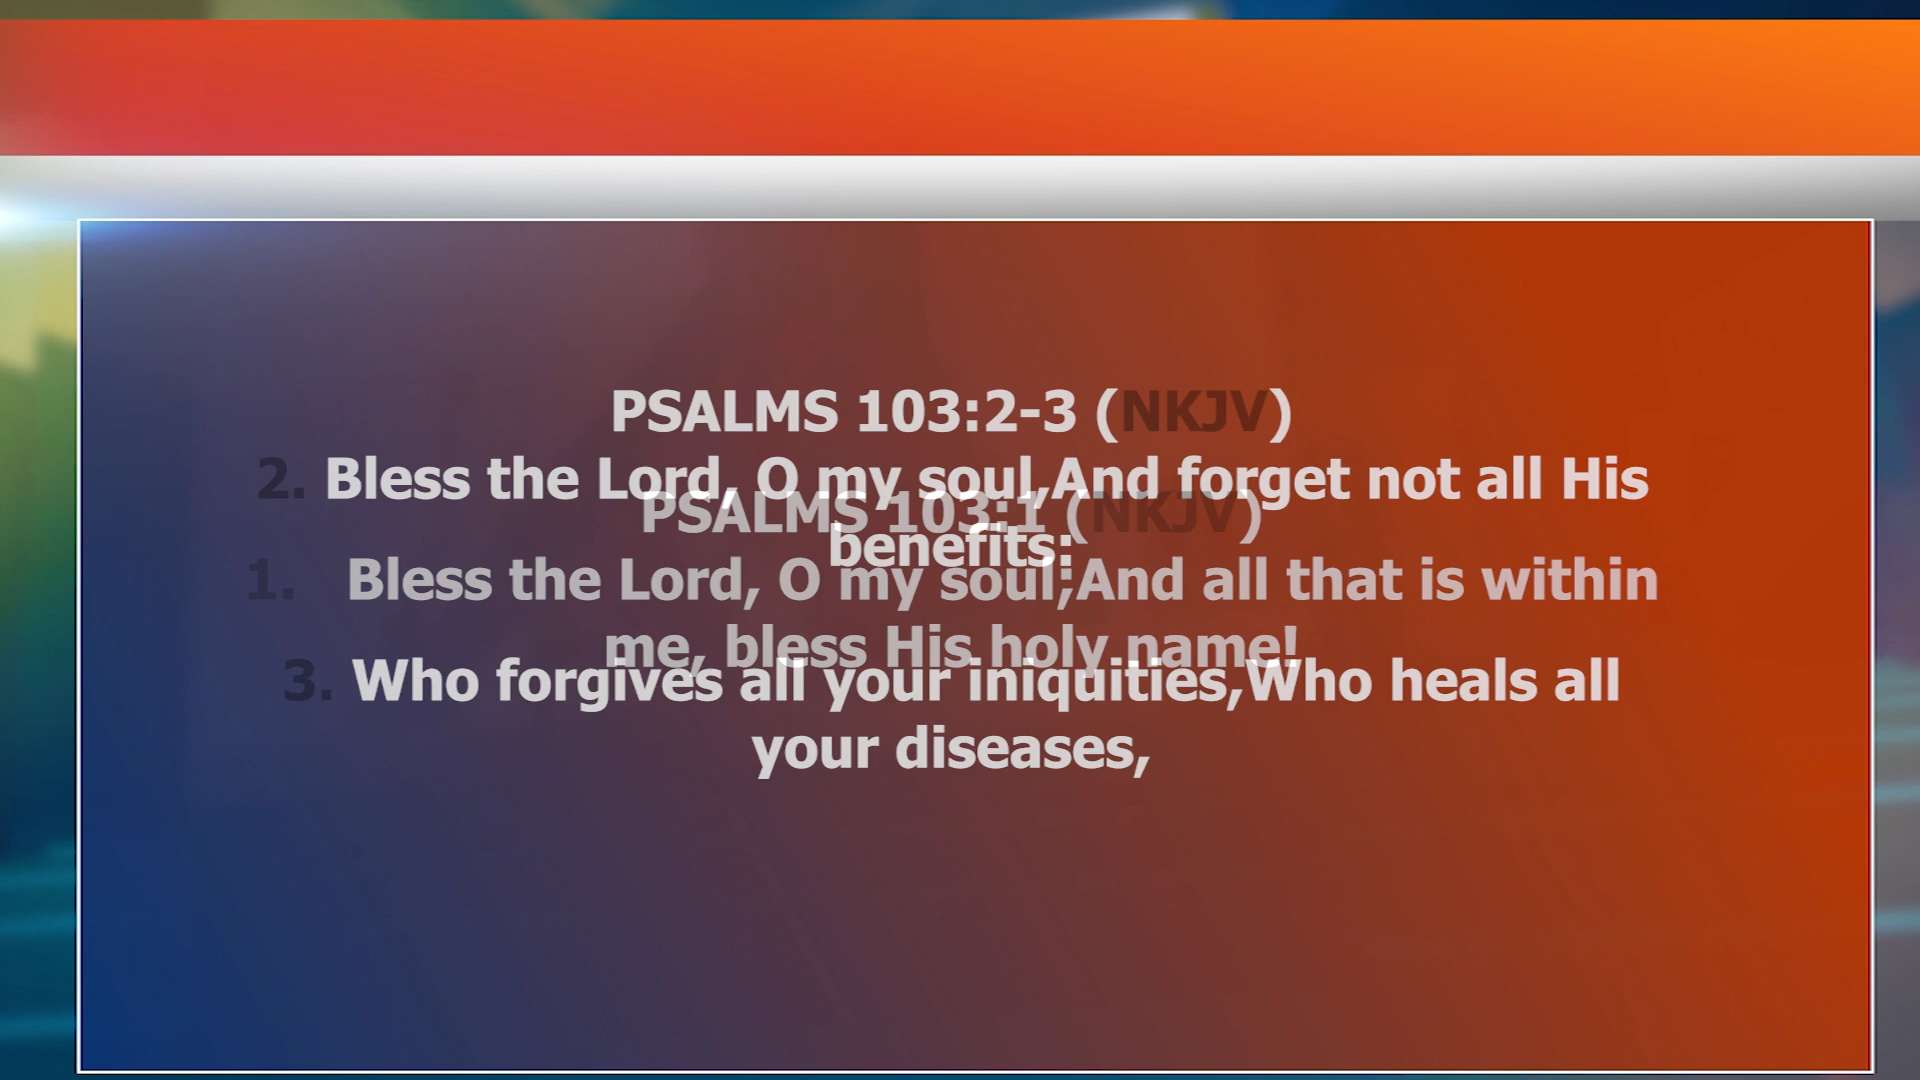 PSALMS 103:2-3 (NKJV)
2. Bless the Lord, O my soul,And forget not all His
benefits:
3. Who forgives all your iniquities,Who heals all
your diseases,
PSALMS 103:1 (NKJV)
1. Bless the Lord, O my soul;And all that is within
me, bless His holy name!